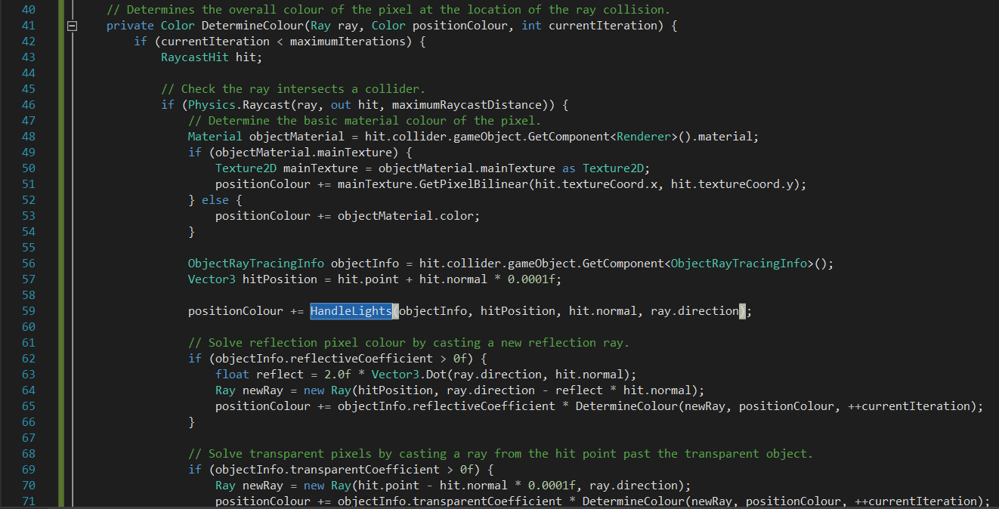 40 // Determines the overall colour of the pixel at the location of the ray collision.
41 private Color DetermineColour(Ray ray, Color positionColour, int currentIteration) {
42 if (currentIteration < maximumIterations) {
43 RaycastHit hit;
44
45 // Check the ray intersects a collider.
46 if (Physics.Raycast(ray, out hit, maximumRaycastDistance)) {
47 // Determine the basic material colour of the pixel.
48 Material objectMaterial = hit.collider.gameObject.GetComponent<Renderer>().material;
49 if (objectMaterial.mainTexture) {
50 Texture2D mainTexture = objectMaterial.mainTexture as Texture2D;
51 positionColour += mainTexture.GetPixelBilinear(hit.textureCoord.x, hit.textureCoord.y);
52 } else {
53 positionColour += objectMaterial.color;
54 }
55
56 ObjectRayTracingInfo objectInfo = hit.collider.gameObject.GetComponent<ObjectRayTracingInfo>();
57 Vector3 hitPosition = hit.point + hit.normal * 0.0001f;
58
59 positionColour += HandleLights(objectInfo, hitPosition, hit.normal, ray.direction);
60
61 // Solve reflection pixel colour by casting a new reflection ray.
62 if (objectInfo.reflectiveCoefficient > 0f) {
63 float reflect = 2.0f * Vector3.Dot(ray.direction, hit.normal);
64 Ray newRay = new Ray(hitPosition, ray.direction - reflect * hit.normal);
65 positionColour += objectInfo.reflectiveCoefficient * DetermineColour(newRay, positionColour, ++currentIteration);
66 }
67
68 // Solve transparent pixels by casting a ray from the hit point past the transparent object.
69 if (objectInfo.transparentCoefficient > 0f) {
70 Ray newRay = new Ray(hit.point - hit.normal * 0.0001f, ray.direction);
71 positionColour += objectInfo.transparentCoefficient * DetermineColour(newRay, positionColour, ++currentIteration);